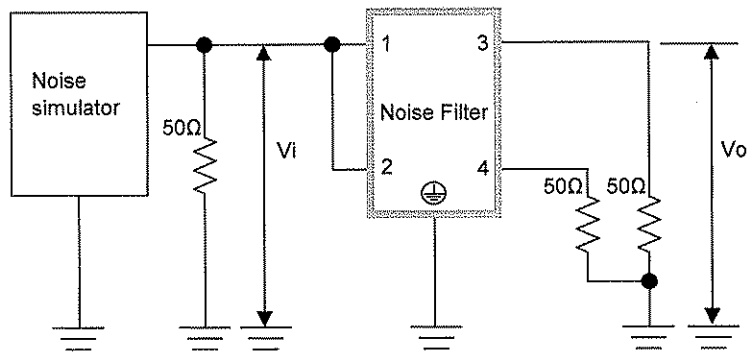 Noise
simulator
50Ω
Vi
1
2
3
4
Noise Filter
50Ω
50Ω
Vo